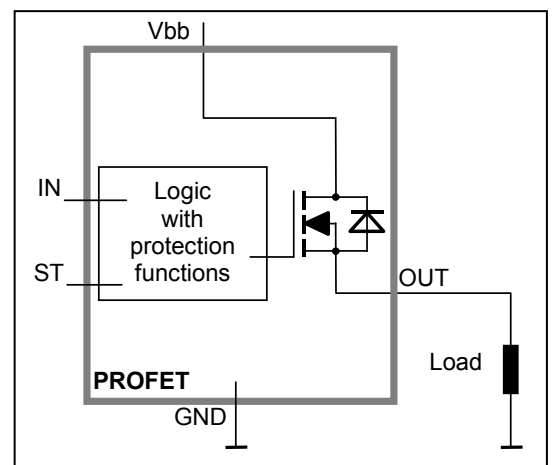 Vbb
IN
Logic
with
protection
functions
ST
OUT
Load
PROFET
GND